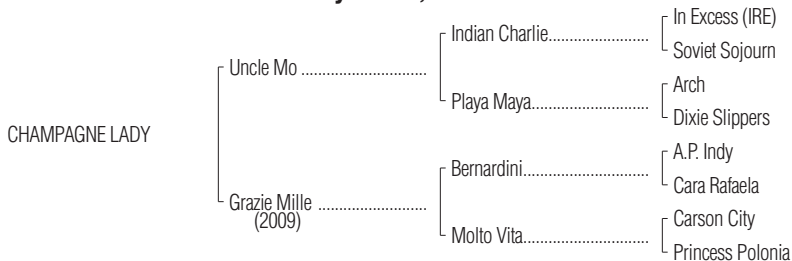 In Excess (IRE)
Indian Charlie
Soviet Sojourn
Uncle Mo
Arch
Playa Maya
Dixie Slippers
CHAMPAGNE LADY
A.P. Indy
Bernardini
Cara Rafaela
Grazie Mille
(2009)
Carson City
Molto Vita
Princess Polonia